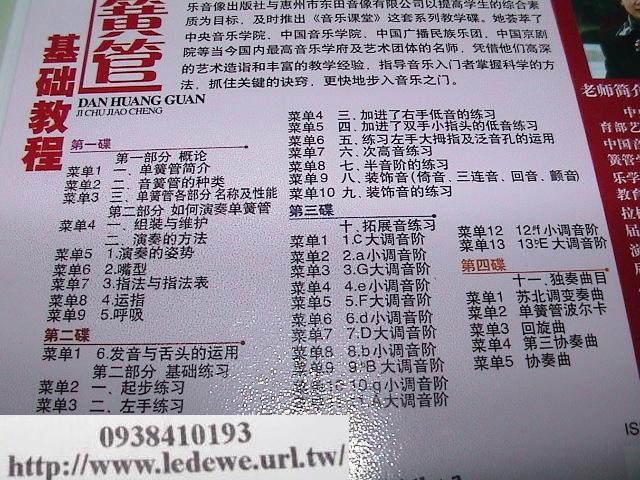 簧管
基础教程
DAN HUANG GUAN
JI CHU JIAO CHENG
乐音像出版社与惠州市东田音像有限公司以提高学生的综合素
质为目标，及时推出《音乐课堂》这套系列教学碟。她荟萃了
中央音乐学院，中国音乐学院，中国广播民族乐团，中国京剧
院等当今国内最高音乐学府及艺术团体的名师，凭借他们高深
的艺术造诣和丰富的教学经验，指导音乐入门者掌握科学的方
法，抓住关键的诀窍，更快地步入音乐之门。
第一碟
第一部分 概论
菜单1 一、单簧管简介
菜单2 二、音簧管的种类
菜单3 三、单簧管各部分名称及性能
第二部分 如何演奏单簧管
菜单4 一、组装与维护
二、演奏的方法
菜单5 1.演奏的姿势
菜单6 2.嘴型
菜单7 3.指法与指法表
菜单8 4.运指
菜单9 5.呼吸
第二碟
菜单1 6.发音与舌头的运用
第二部分 基础练习
菜单2 一、起步练习
菜单3 二、左手练习
菜单4 三、加进了右手低音的练习
菜单5 四、加进了双手小指头的低音练习
菜单6 五、练习左手大拇指及泛音孔的运用
菜单7 六、次高音练习
菜单8 七、半音阶的练习
菜单9 八、装饰音(倚音、三连音、回音、颤音)
菜单10 九、装饰音的练习
第三碟
十、拓展音练习
菜单1 1.C大调音阶
菜单2 2.a小调音阶
菜单3 3.G大调音阶
菜单4 4.e小调音阶
菜单5 5.F大调音阶
菜单6 6.d小调音阶
菜单7 7.D大调音阶
菜单8 8.b小调音阶
菜单9 9.ᵇB大调音阶
菜单10 10.g小调音阶
11.A大调音阶
菜单12 12.#f小调音阶
菜单13 13.ᵇE大调音阶
第四碟
十一、独奏曲目
菜单1 苏北调变奏曲
菜单2 单簧管波尔卡
菜单3 回旋曲
菜单4 第三协奏曲
菜单5 协奏曲
老师简介
0938410193
http://www.ledewe.url.tw/